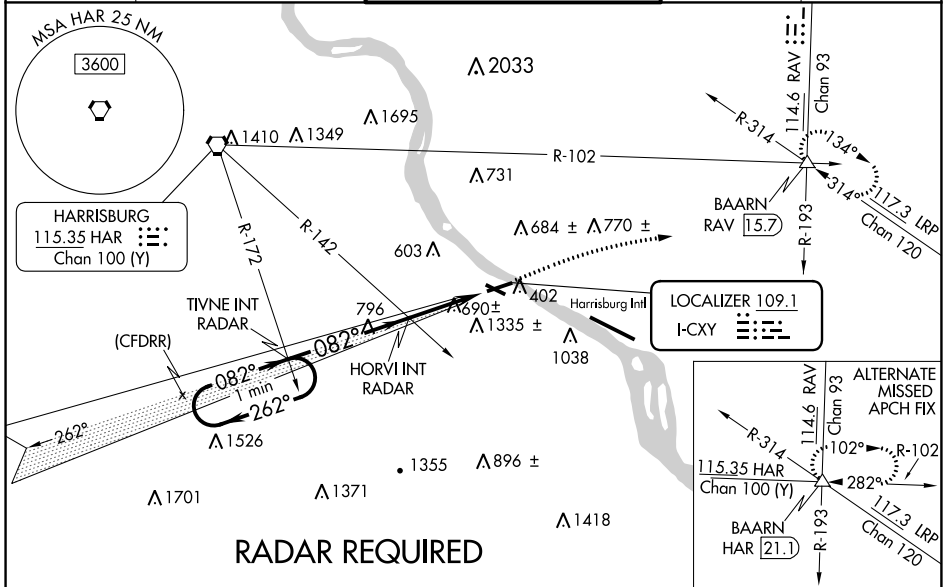 MSA HAR 25 NM
3600
2033
1695
1410
1349
R-102
731
HARRISBURG
115.35 HAR
Chan 100 (Y)
R-172
R-142
603
684 ±
770 ±
114.6 RAV
Chan 93
R-314
134°
314°
BAARN
RAV 15.7
R-193
117.3 LRP
Chan 120
TIVNE INT
RADAR
796
690±
402
Harrisburg Intl
LOCALIZER 109.1
I-CXY
1335 ±
1038
(CFDRR)
082°
082°
1 min
262°
HORVI INT
RADAR
262°
1526
1355
896 ±
1701
1371
1418
RADAR REQUIRED
ALTERNATE
MISSED
APCH FIX
114.6 RAV
Chan 93
R-314
102°
R-102
115.35 HAR
Chan 100 (Y)
282°
BAARN
HAR 21.1
R-193
117.3 LRP
Chan 120